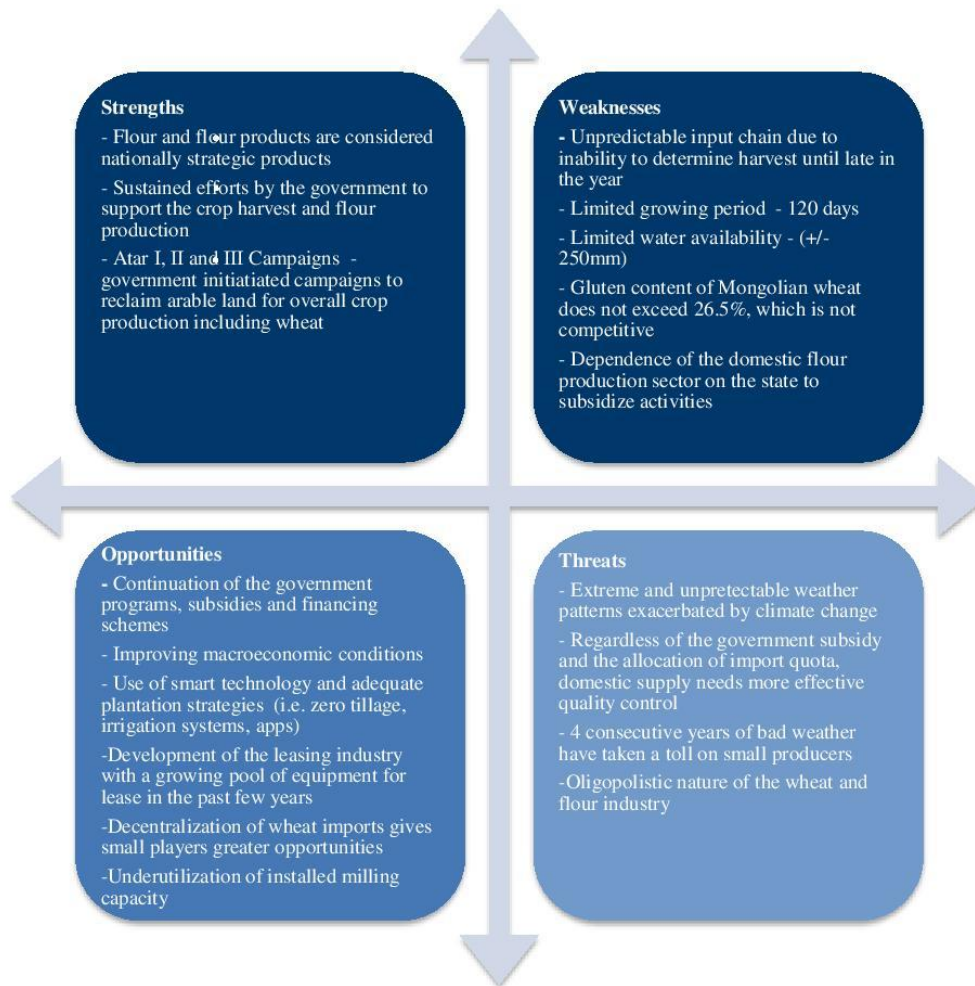 Strengths
- Flour and flour products are considered
nationally strategic products
- Sustained efforts by the government to
support the crop harvest and flour
production
- Atar I, II and III Campaigns  -
government initiatiated campaigns to
reclaim arable land for overall crop
production including wheat
Weaknesses
- Unpredictable input chain due to
inability to determine harvest until late in
the year
- Limited growing period  - 120 days
- Limited water availability - (+/-
250mm)
- Gluten content of Mongolian wheat
does not exceed 26.5%, which is not
competitive
- Dependence of the domestic flour
production sector on the state to
subsidize activities
Opportunities
- Continuation of the government
programs, subsidies and financing
schemes
- Improving macroeconomic conditions
- Use of smart technology and adequate
plantation strategies  (i.e. zero tillage,
irrigation systems, apps)
-Development of the leasing industry
with a growing pool of equipment for
lease in the past few years
-Decentralization of wheat imports gives
small players greater opportunities
-Underutilization of installed milling
capacity
Threats
- Extreme and unpretectable weather
patterns exacerbated by climate change
- Regardless of the government subsidy
and the allocation of import quota,
domestic supply needs more effective
quality control
- 4 consecutive years of bad weather
have taken a toll on small producers
-Oligopolistic nature of the wheat and
flour industry